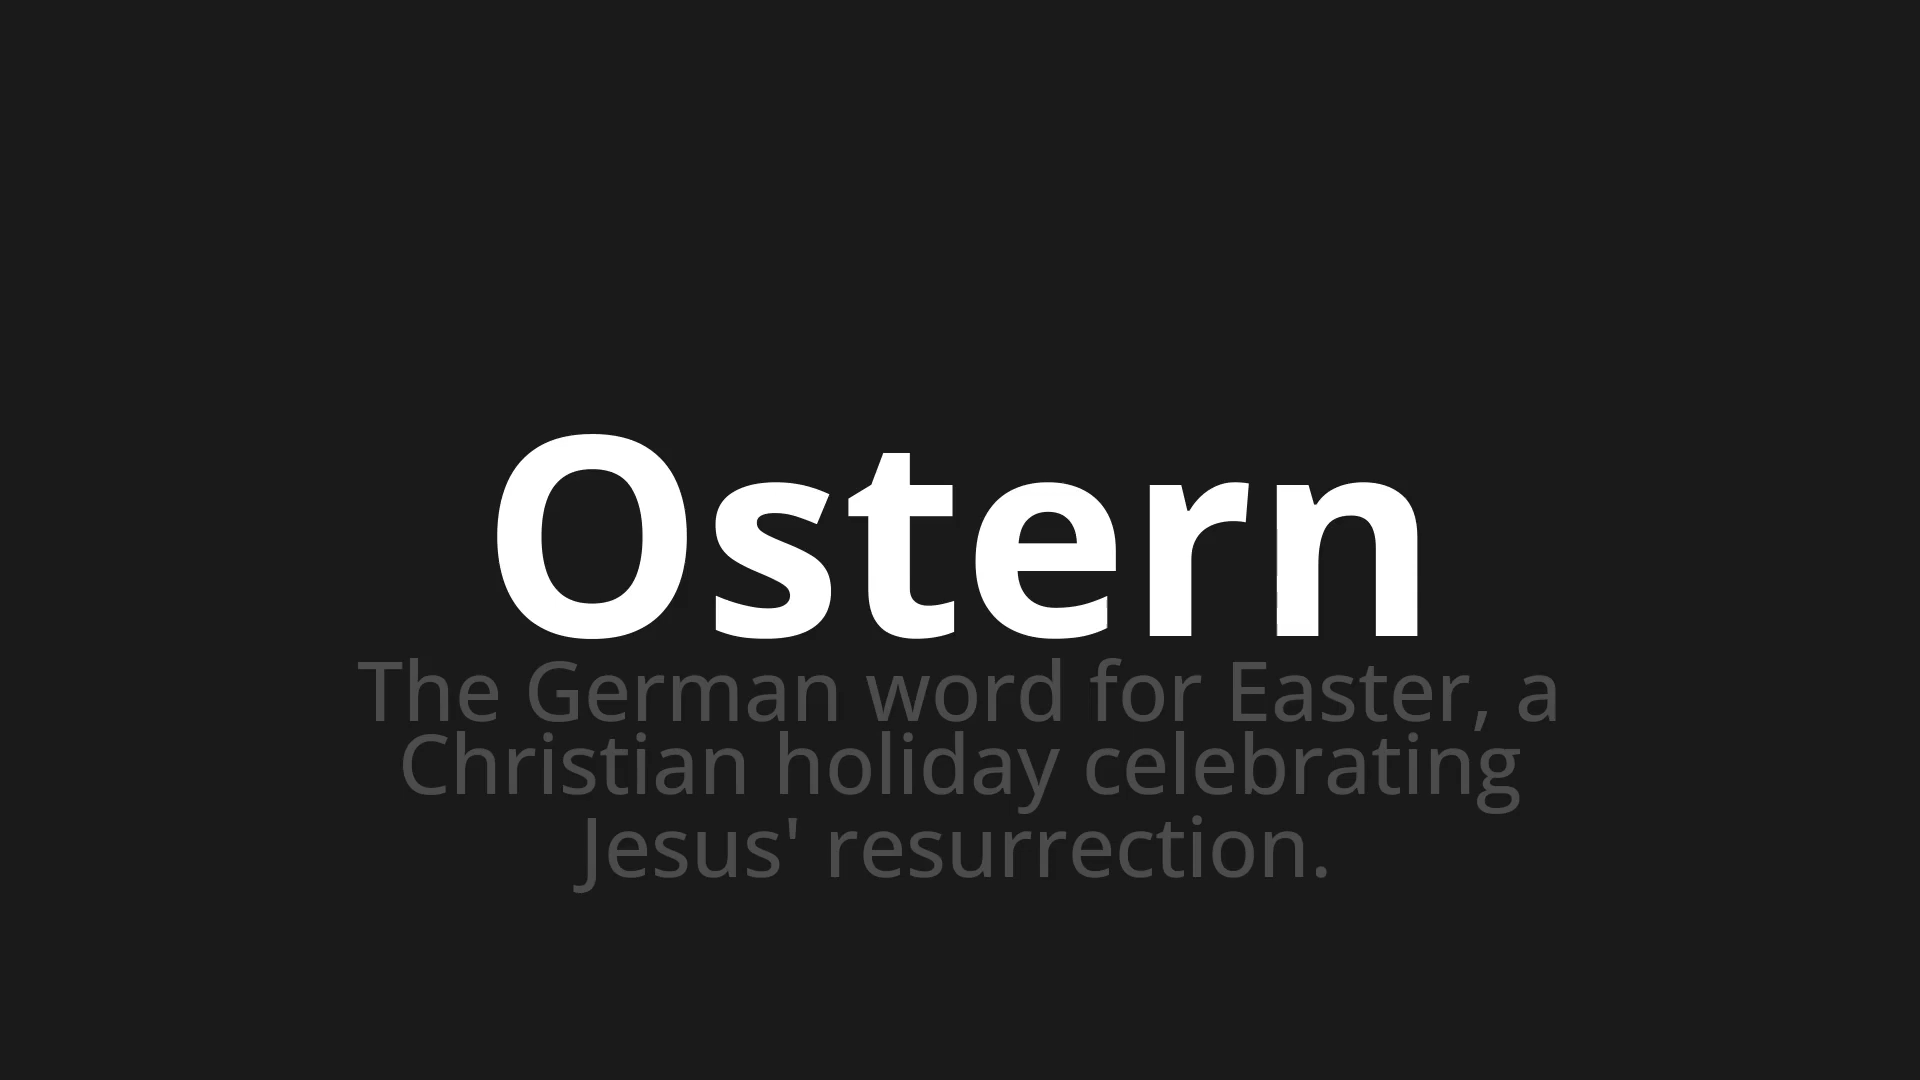 Ostern
The German word for Easter, a
Christian holiday celebrating
Jesus' resurrection.